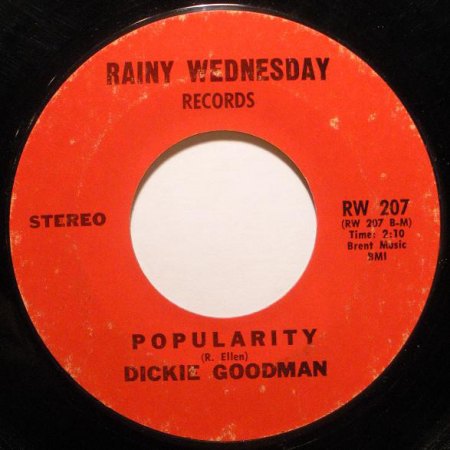 RAINY WEDNESDAY
RECORDS
STEREO
RW 207
(RW 207 B-M)
Time: 2:10
Brent Music
BMI
POPULARITY
(R. Ellen)
DICKIE GOODMAN